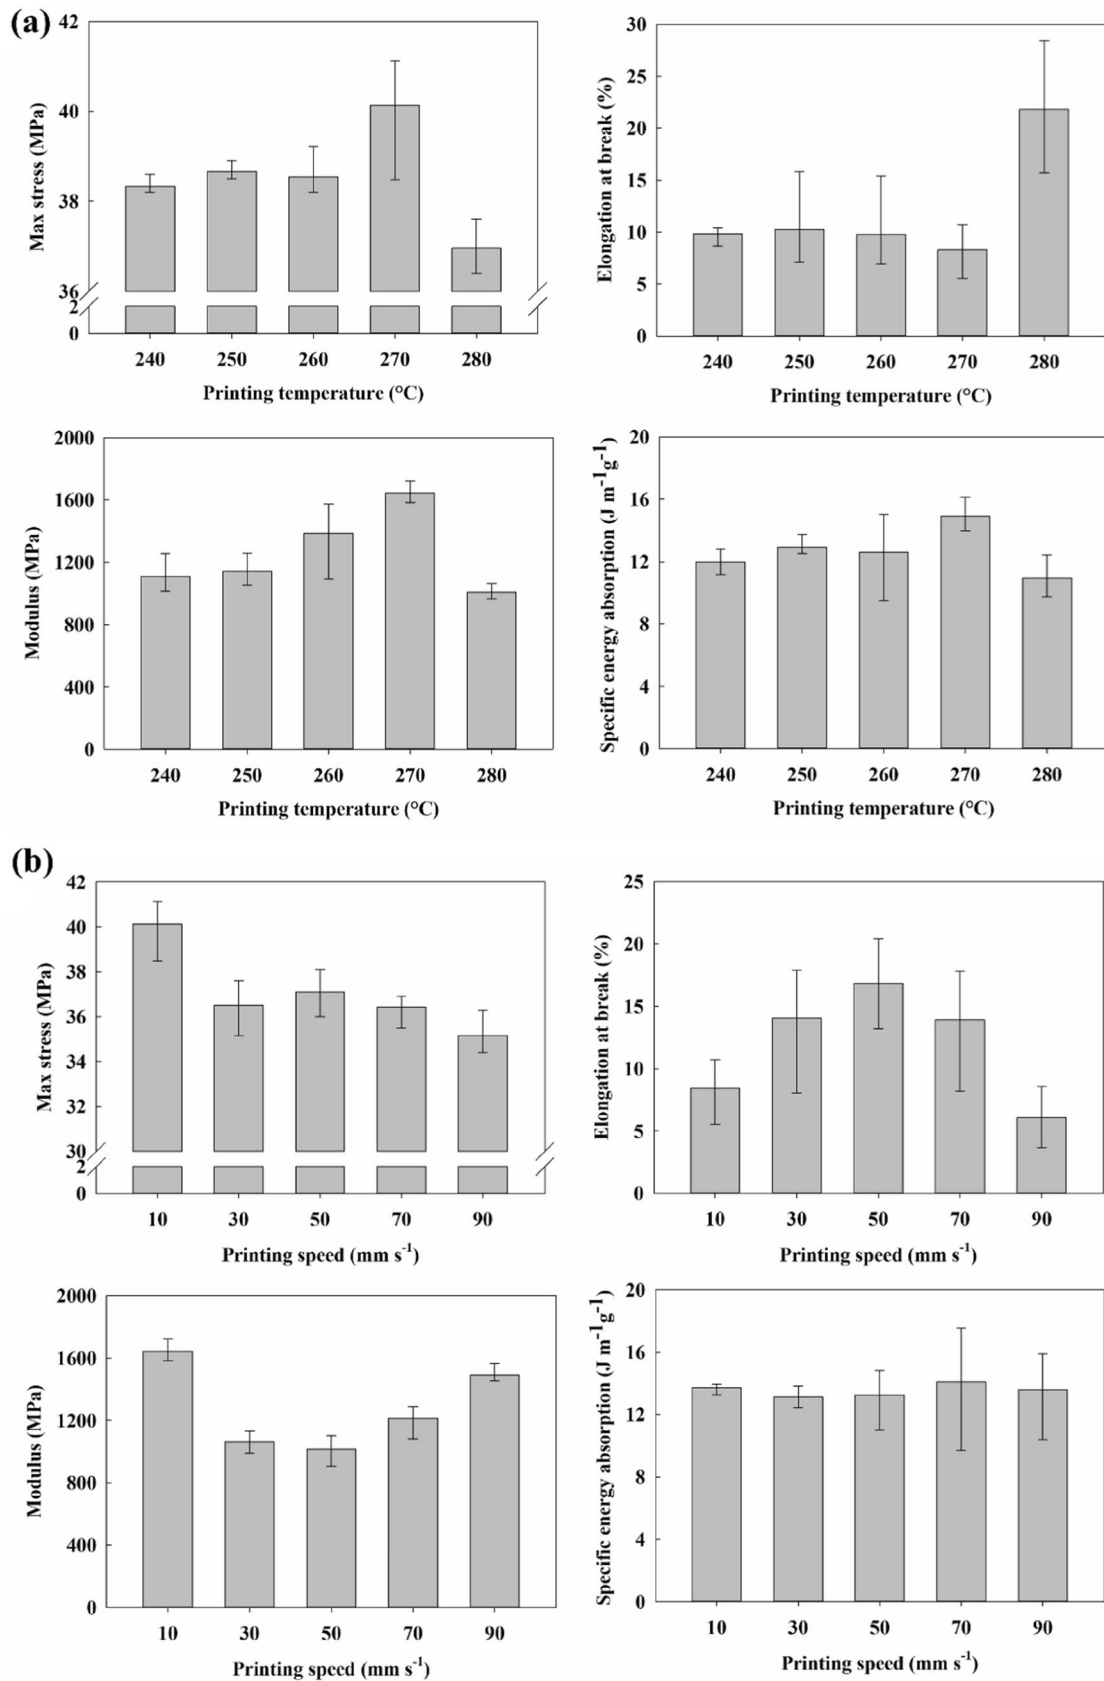 (a)
Max stress (MPa)
42
40
38
36
2
0
240 250 260 270 280
Printing temperature (°C)
Elongation at break (%)
30
25
20
15
10
5
0
240 250 260 270 280
Printing temperature (°C)
Modulus (MPa)
2000
1600
1200
800
400
0
240 250 260 270 280
Printing temperature (°C)
Specific energy absorption (J m⁻¹g⁻¹)
20
16
12
8
4
0
240 250 260 270 280
Printing temperature (°C)
(b)
Max stress (MPa)
42
40
38
36
34
32
30
2
0
10 30 50 70 90
Printing speed (mm s⁻¹)
Elongation at break (%)
25
20
15
10
5
0
10 30 50 70 90
Printing speed (mm s⁻¹)
Modulus (MPa)
2000
1600
1200
800
400
0
10 30 50 70 90
Printing speed (mm s⁻¹)
Specific energy absorption (J m⁻¹g⁻¹)
20
16
12
8
4
0
10 30 50 70 90
Printing speed (mm s⁻¹)